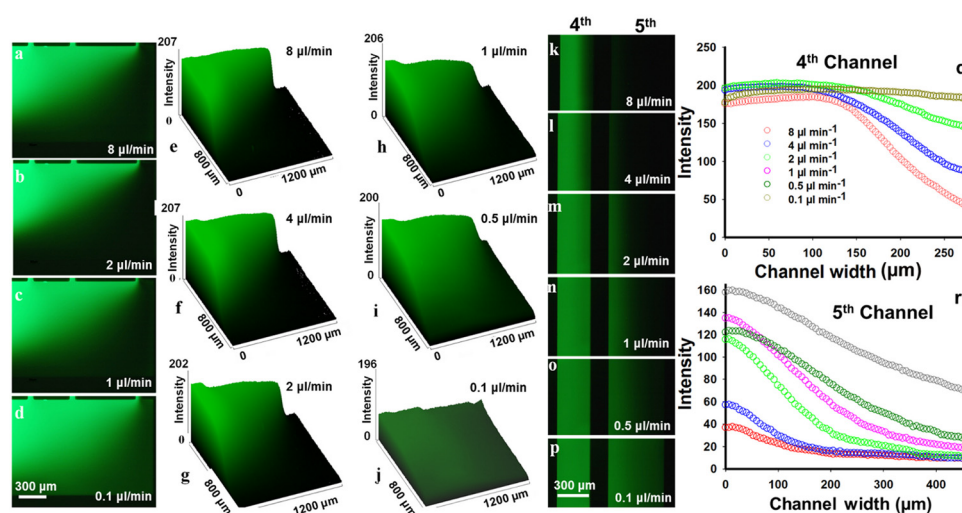 a
8 µl/min
b
2 µl/min
c
1 µl/min
d
300 µm
0.1 µl/min
207
Intensity
0
8 µl/min
e
800 µm
0
1200 µm
207
Intensity
0
4 µl/min
f
800 µm
0
1200 µm
202
Intensity
0
2 µl/min
g
800 µm
0
1200 µm
206
Intensity
0
1 µl/min
h
800 µm
0
1200 µm
200
Intensity
0
0.5 µl/min
i
800 µm
0
1200 µm
196
Intensity
0
0.1 µl/min
j
800 µm
0
1200 µm
4th 5th
k
8 µl/min
l
4 µl/min
m
2 µl/min
n
1 µl/min
o
0.5 µl/min
p
300 µm
0.1 µl/min
4th Channel
Intensity
250
200
150
100
50
0
8 µl min-1
4 µl min-1
2 µl min-1
1 µl min-1
0.5 µl min-1
0.1 µl min-1
0 50 100 150 200 250
Channel width (µm)
5th Channel
r
Intensity
160
140
120
100
80
60
40
20
0
0 100 200 300 400
Channel width (µm)